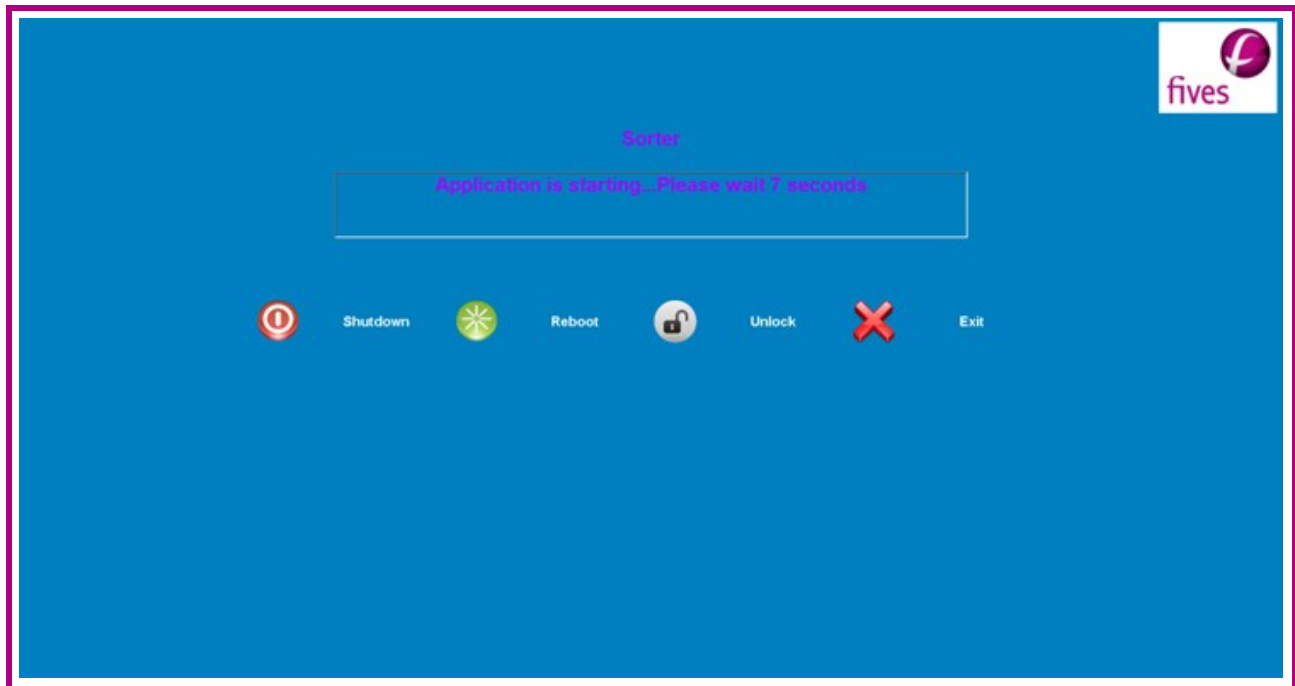 fives
Sorter
Application is starting...Please wait 7 seconds
Shutdown Reboot Unlock Exit